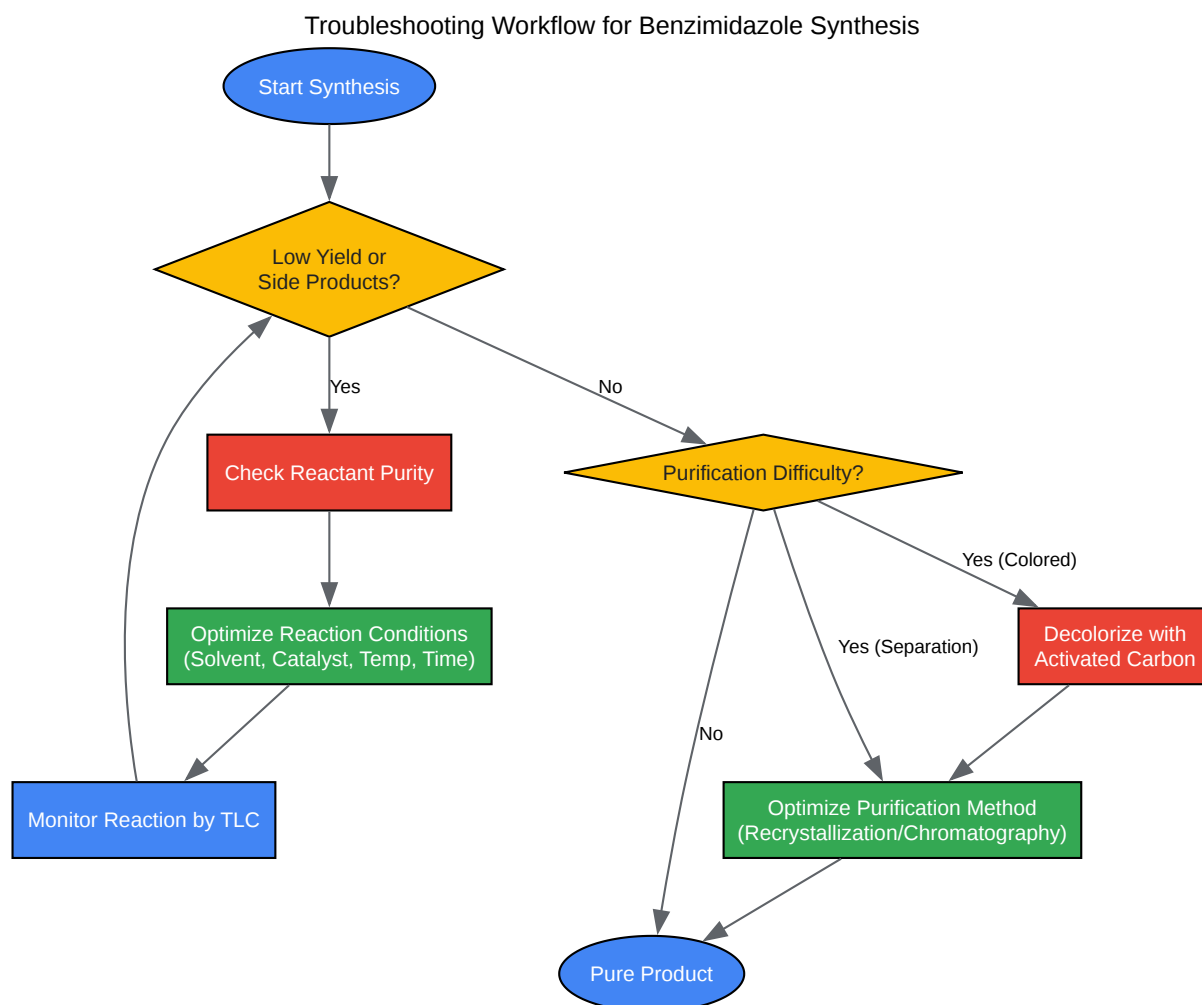 Troubleshooting Workflow for Benzimidazole Synthesis
Start Synthesis
Low Yield or
Side Products?
Yes
No
Check Reactant Purity
Purification Difficulty?
Yes (Colored)
Optimize Reaction Conditions
(Solvent, Catalyst, Temp, Time)
Yes (Separation)
Decolorize with
Activated Carbon
No
Monitor Reaction by TLC
Optimize Purification Method
(Recrystallization/Chromatography)
Pure Product